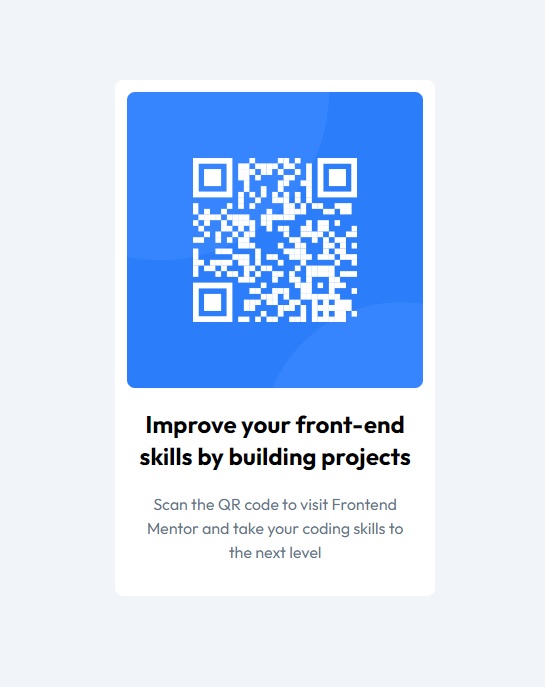 Improve your front-end
skills by building projects
Scan the QR code to visit Frontend
Mentor and take your coding skills to
the next level